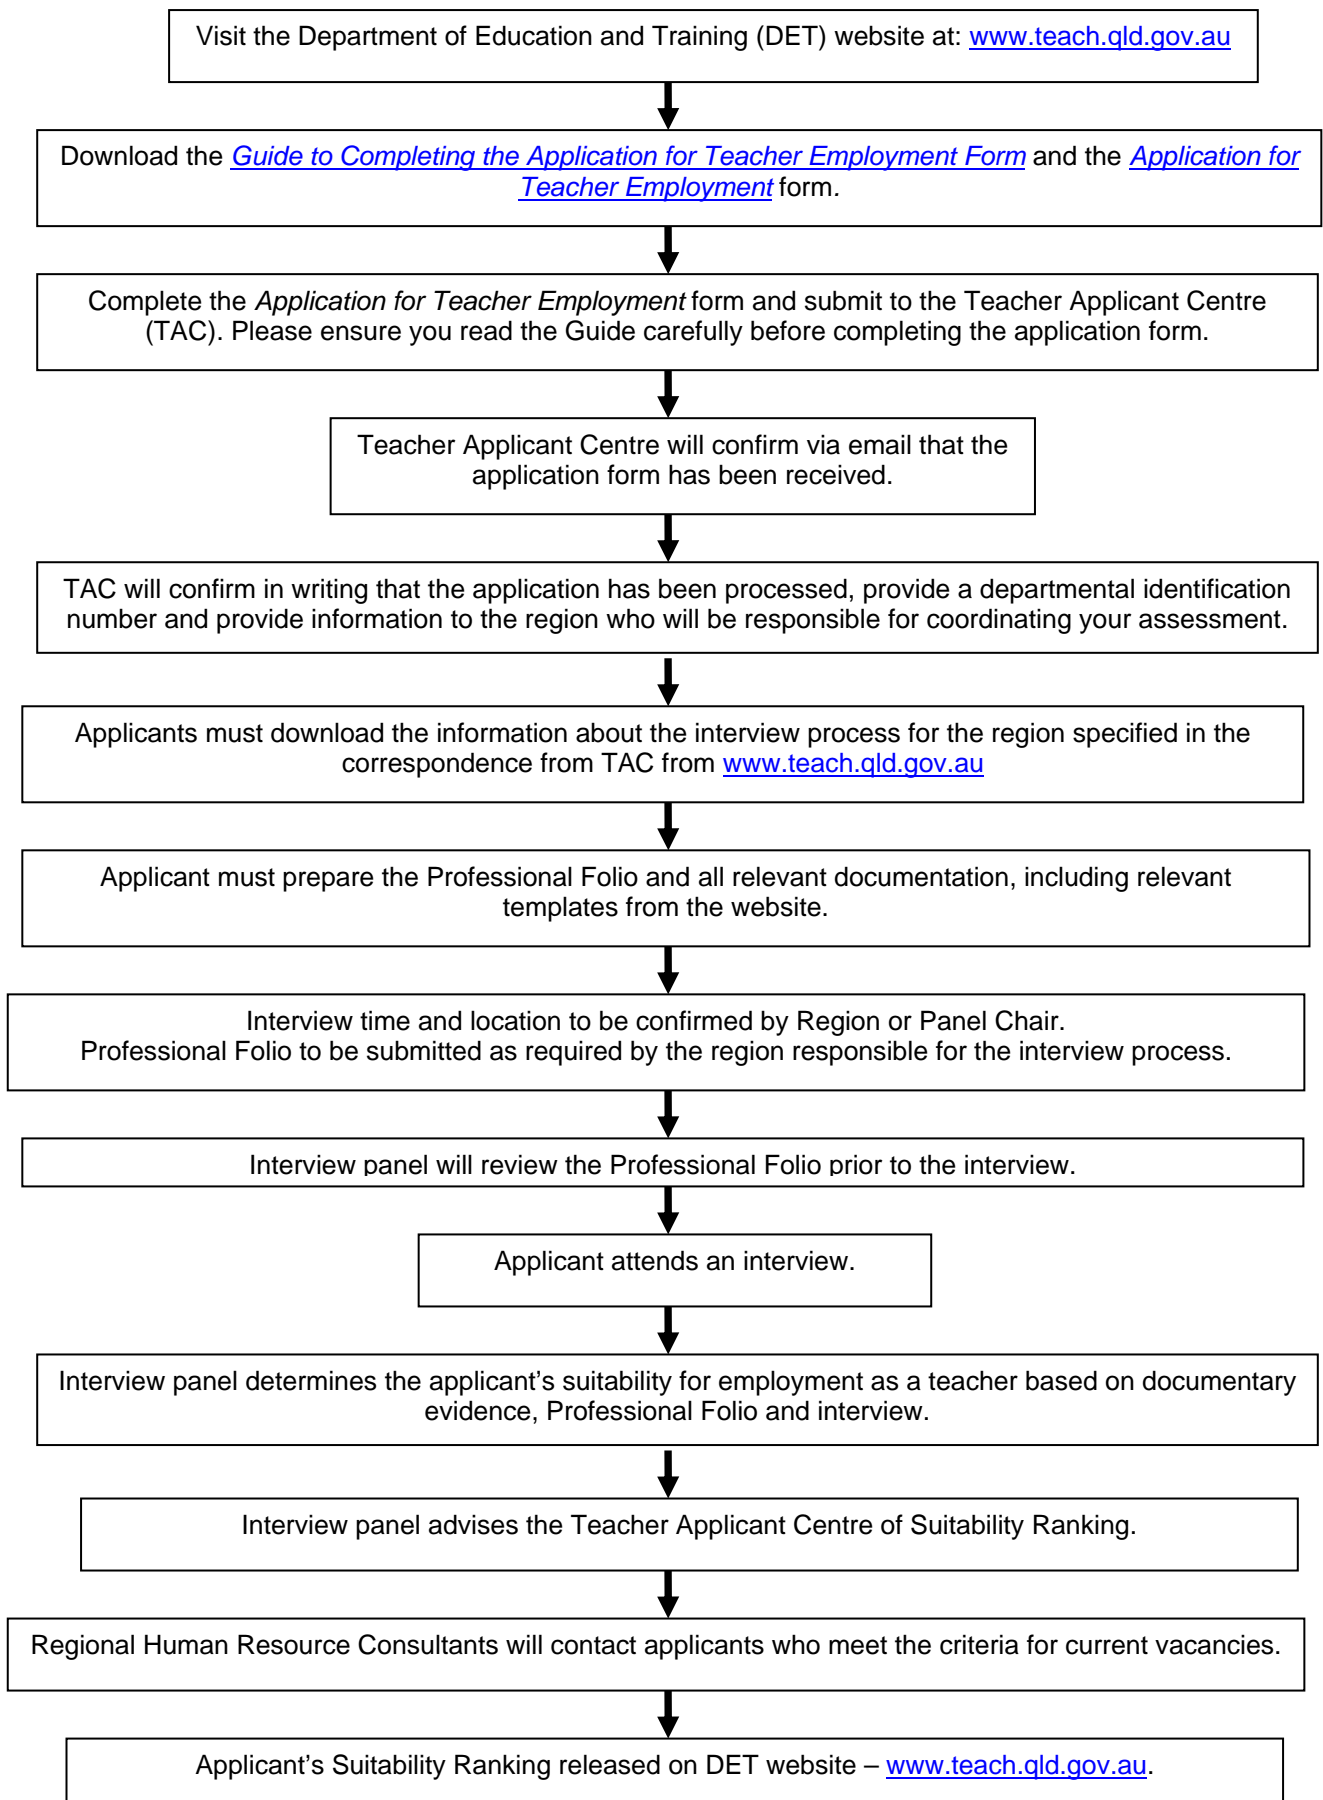 Visit the Department of Education and Training (DET) website at: www.teach.qld.gov.au
Download the Guide to Completing the Application for Teacher Employment Form and the Application for
Teacher Employment form.
Complete the Application for Teacher Employment form and submit to the Teacher Applicant Centre
(TAC). Please ensure you read the Guide carefully before completing the application form.
Teacher Applicant Centre will confirm via email that the
application form has been received.
TAC will confirm in writing that the application has been processed, provide a departmental identification
number and provide information to the region who will be responsible for coordinating your assessment.
Applicants must download the information about the interview process for the region specified in the
correspondence from TAC from www.teach.qld.gov.au
Applicant must prepare the Professional Folio and all relevant documentation, including relevant
templates from the website.
Interview time and location to be confirmed by Region or Panel Chair.
Professional Folio to be submitted as required by the region responsible for the interview process.
Interview panel will review the Professional Folio prior to the interview.
Applicant attends an interview.
Interview panel determines the applicant’s suitability for employment as a teacher based on documentary
evidence, Professional Folio and interview.
Interview panel advises the Teacher Applicant Centre of Suitability Ranking.
Regional Human Resource Consultants will contact applicants who meet the criteria for current vacancies.
Applicant’s Suitability Ranking released on DET website – www.teach.qld.gov.au.